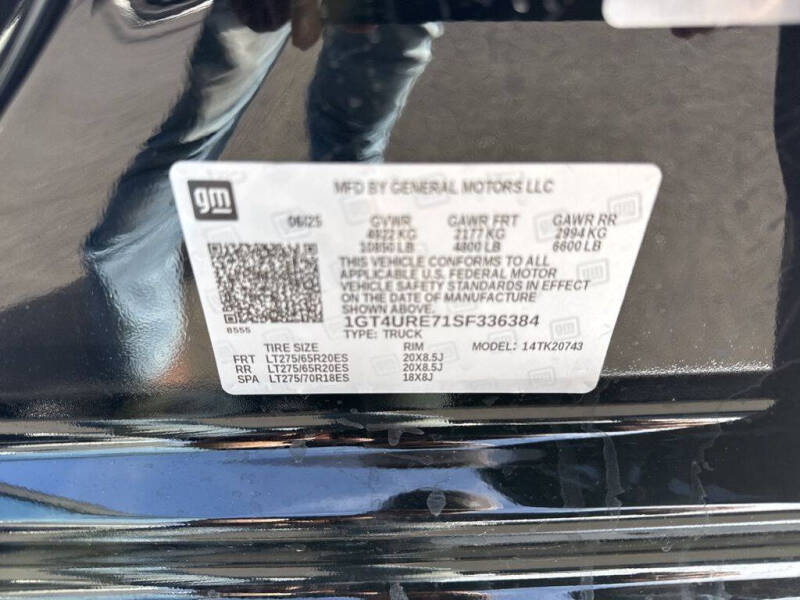 gm
MFD BY GENERAL MOTORS LLC
06/25 GVWR GAWR FRT GAWR RR
4922 KG 2177 KG 2994 KG
10850 LB 4800 LB 6600 LB
THIS VEHICLE CONFORMS TO ALL
APPLICABLE U.S. FEDERAL MOTOR
VEHICLE SAFETY STANDARDS IN EFFECT
ON THE DATE OF MANUFACTURE
SHOWN ABOVE.
8555
1GT4URE71SF336384
TYPE: TRUCK
TIRE SIZE RIM MODEL: 14TK20743
FRT LT275/65R20ES 20X8.5J
RR LT275/65R20ES 20X8.5J
SPA LT275/70R18ES 18X8J